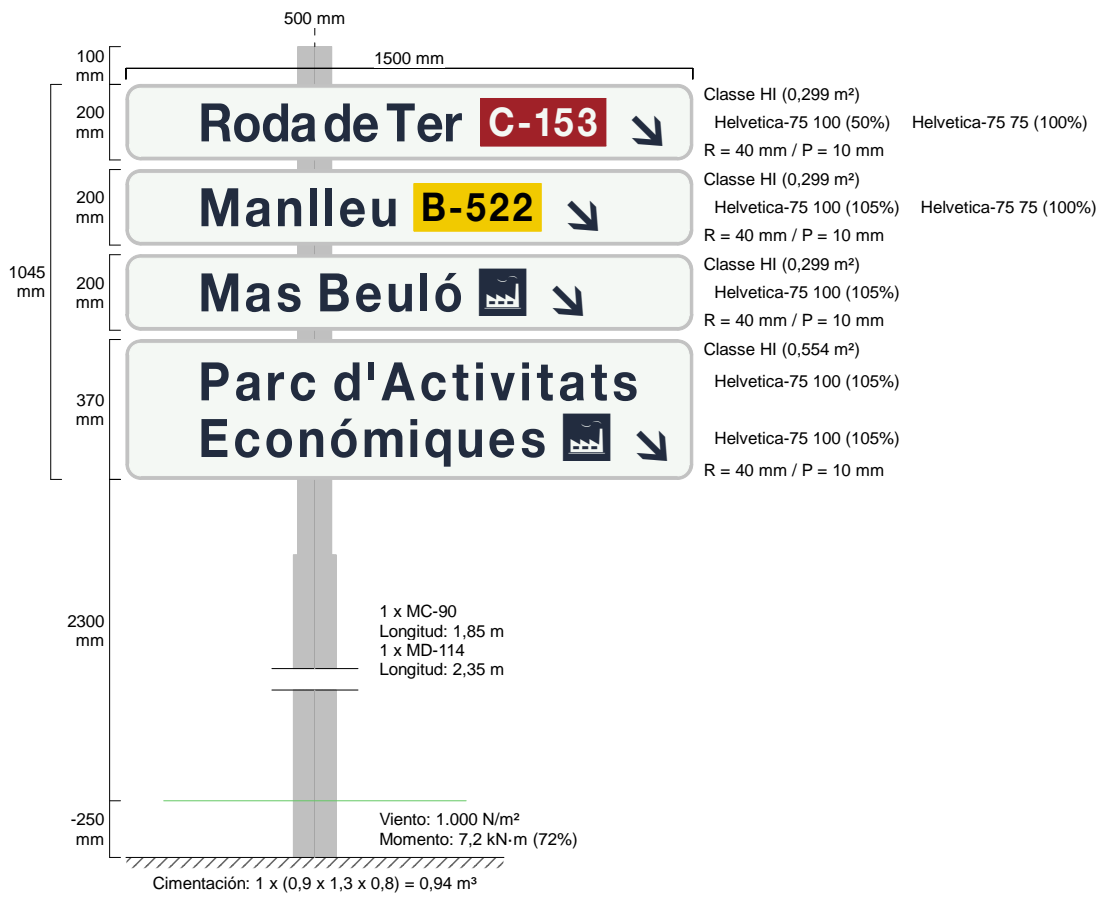 500 mm
100 mm
1500 mm
1045 mm
200 mm
Roda de Ter C-153
Classe HI (0,299 m²)
Helvetica-75 100 (50%) Helvetica-75 75 (100%)
R = 40 mm / P = 10 mm
200 mm
Manlleu B-522
Classe HI (0,299 m²)
Helvetica-75 100 (105%) Helvetica-75 75 (100%)
R = 40 mm / P = 10 mm
200 mm
Mas Beuló
Classe HI (0,299 m²)
Helvetica-75 100 (105%)
R = 40 mm / P = 10 mm
370 mm
Parc d'Activitats
Económiques
Classe HI (0,554 m²)
Helvetica-75 100 (105%)
Helvetica-75 100 (105%)
R = 40 mm / P = 10 mm
2300 mm
1 x MC-90
Longitud: 1,85 m
1 x MD-114
Longitud: 2,35 m
-250 mm
Viento: 1.000 N/m²
Momento: 7,2 kN·m (72%)
Cimentación: 1 x (0,9 x 1,3 x 0,8) = 0,94 m³